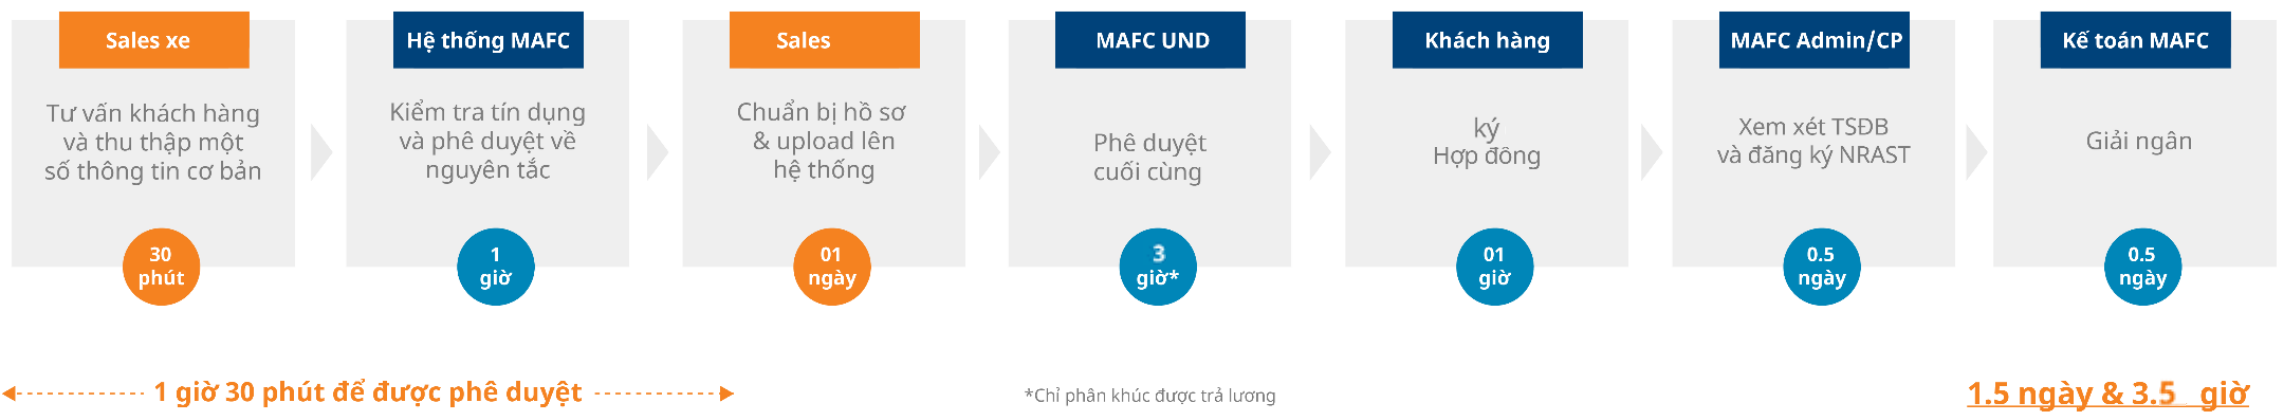 Sales xe
Tư vấn khách hàng
và thu thập một
số thông tin cơ bản
30
phút
Hệ thống MAFC
Kiểm tra tín dụng
và phê duyệt về
nguyên tắc
1
giờ
Sales
Chuẩn bị hồ sơ
& upload lên
hệ thống
01
ngày
MAFC UND
Phê duyệt
cuối cùng
3
giờ*
Khách hàng
ký
Hợp đồng
01
giờ
MAFC Admin/CP
Xem xét TSĐB
và đăng ký NRAST
0.5
ngày
Kế toán MAFC
Giải ngân
0.5
ngày
1 giờ 30 phút để được phê duyệt
*Chỉ phân khúc được trả lương
1.5 ngày & 3.5 giờ